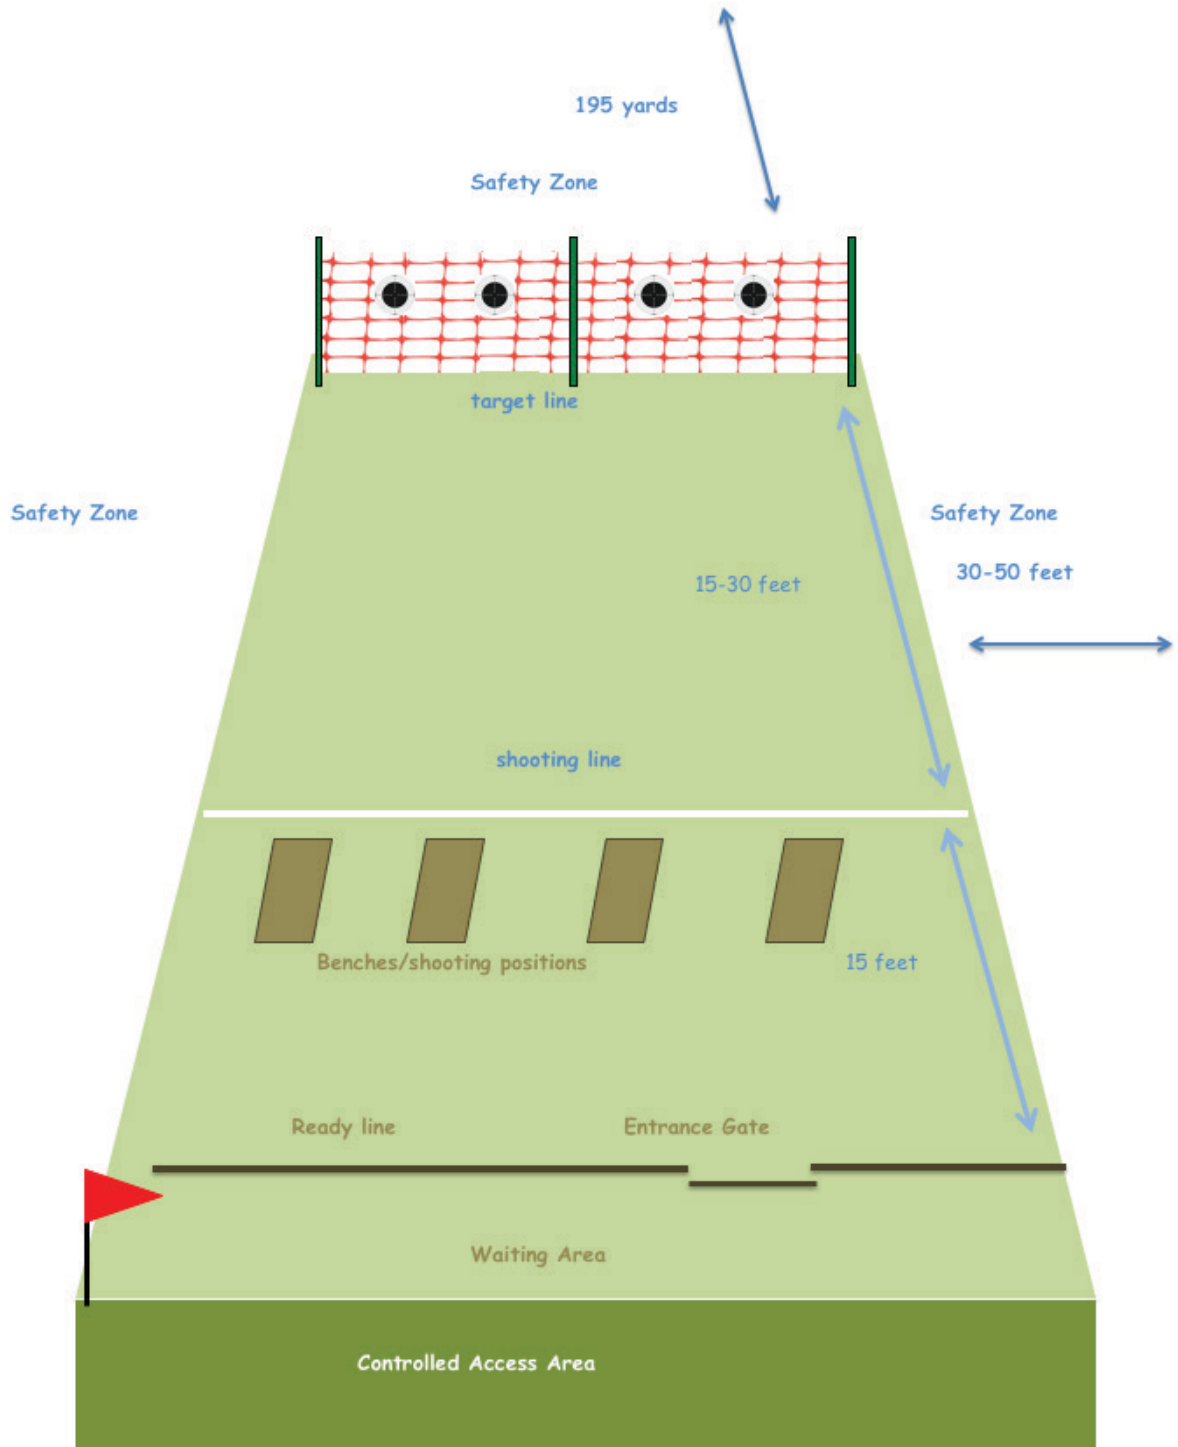 195 yards
Safety Zone
target line
Safety Zone
Safety Zone
30-50 feet
15-30 feet
shooting line
Benches/shooting positions
15 feet
Ready line
Entrance Gate
Waiting Area
Controlled Access Area